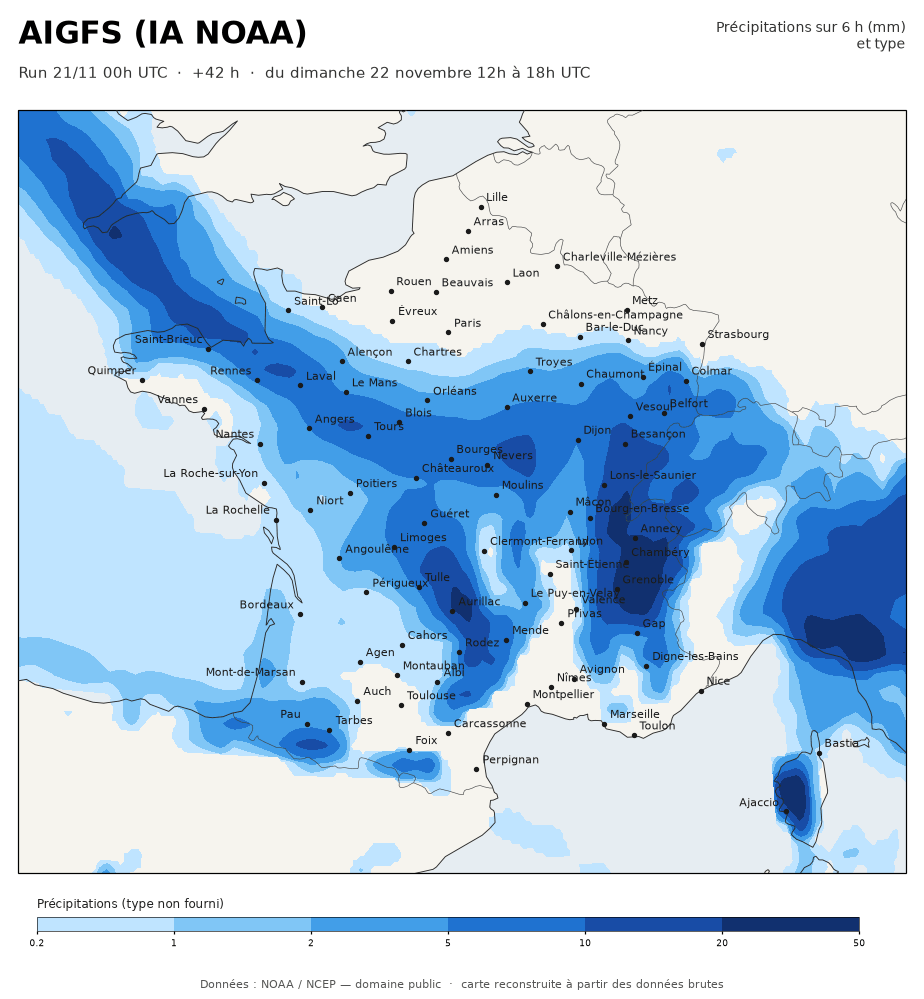 AIGFS (IA NOAA)
Précipitations sur 6 h (mm)
et type
Run 21/11 00h UTC · +42 h · du dimanche 22 novembre 12h à 18h UTC
Lille
Arras
Amiens
Charleville-Mézières
Laon
Rouen
Beauvais
Saint-Lô
Caen
Metz
Évreux
Châlons-en-Champagne
Paris
Bar-le-Duc
Nancy
Strasbourg
Saint-Brieuc
Alençon
Chartres
Troyes
Épinal
Quimper
Rennes
Laval
Chaumont
Colmar
Le Mans
Orléans
Vannes
Auxerre
Vesoul
Belfort
Blois
Angers
Tours
Nantes
Dijon
Besançon
Bourges
Nevers
La Roche-sur-Yon
Châteauroux
Lons-le-Saunier
Poitiers
Moulins
Niort
Mâcon
La Rochelle
Bourg-en-Bresse
Guéret
Annecy
Limoges
Clermont-Ferrand
Lyon
Angoulême
Chambéry
Saint-Étienne
Périgueux
Tulle
Grenoble
Le Puy-en-Velay
Valence
Bordeaux
Aurillac
Privas
Gap
Cahors
Rodez
Mende
Agen
Digne-les-Bains
Mont-de-Marsan
Montauban
Albi
Nîmes
Avignon
Auch
Toulouse
Montpellier
Nice
Pau
Tarbes
Marseille
Carcassonne
Toulon
Foix
Bastia
Perpignan
Ajaccio
Précipitations (type non fourni)
0.2 1 2 5 10 20 50
Données : NOAA / NCEP — domaine public · carte reconstruite à partir des données brutes